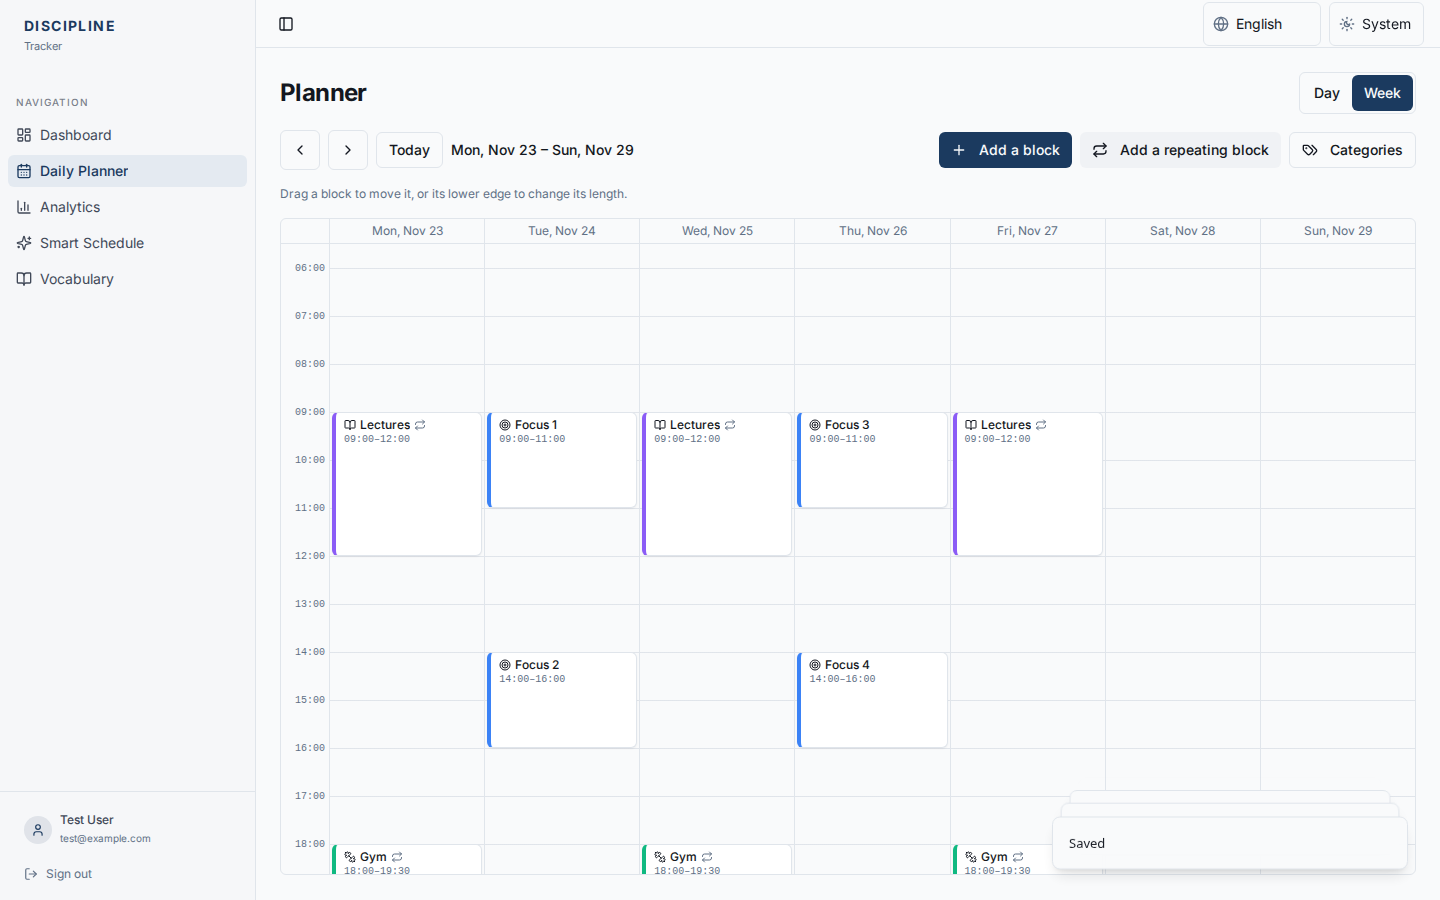 DISCIPLINE
Tracker
NAVIGATION
Dashboard
Daily Planner
Analytics
Smart Schedule
Vocabulary
Test User
test@example.com
Sign out
English
System
Planner
Day
Week
Today
Mon, Nov 23 – Sun, Nov 29
Add a block
Add a repeating block
Categories
Drag a block to move it, or its lower edge to change its length.
Mon, Nov 23
Tue, Nov 24
Wed, Nov 25
Thu, Nov 26
Fri, Nov 27
Sat, Nov 28
Sun, Nov 29
06:00
07:00
08:00
09:00
Lectures
09:00–12:00
Focus 1
09:00–11:00
Lectures
09:00–12:00
Focus 3
09:00–11:00
Lectures
09:00–12:00
10:00
11:00
12:00
13:00
14:00
Focus 2
14:00–16:00
Focus 4
14:00–16:00
15:00
16:00
17:00
18:00
Gym
18:00–19:30
Gym
18:00–19:30
Gym
18:00–19:30
Saved